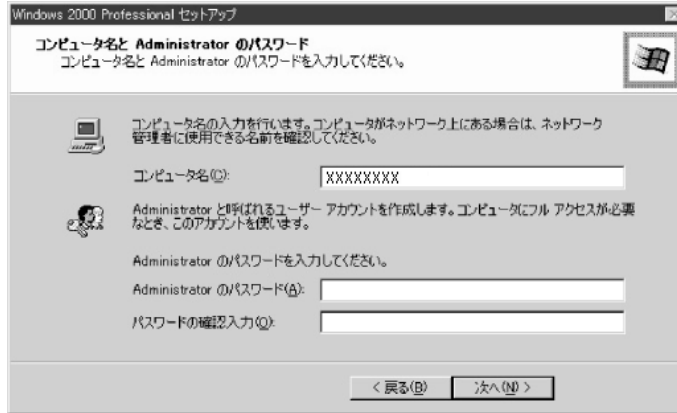 Windows 2000 Professional セットアップ
コンピュータ名と Administrator のパスワード
コンピュータ名と Administrator のパスワードを入力してください。
コンピュータ名の入力を行います。コンピュータがネットワーク上にある場合は、ネットワーク
管理者に使用できる名前を確認してください。
コンピュータ名(C): XXXXXXXX
Administrator と呼ばれるユーザー アカウントを作成します。コンピュータにフル アクセスが必要
なとき、このアカウントを使います。
Administrator のパスワードを入力してください。
Administrator のパスワード(A):
パスワードの確認入力(O):
< 戻る(B) 次へ(N) >